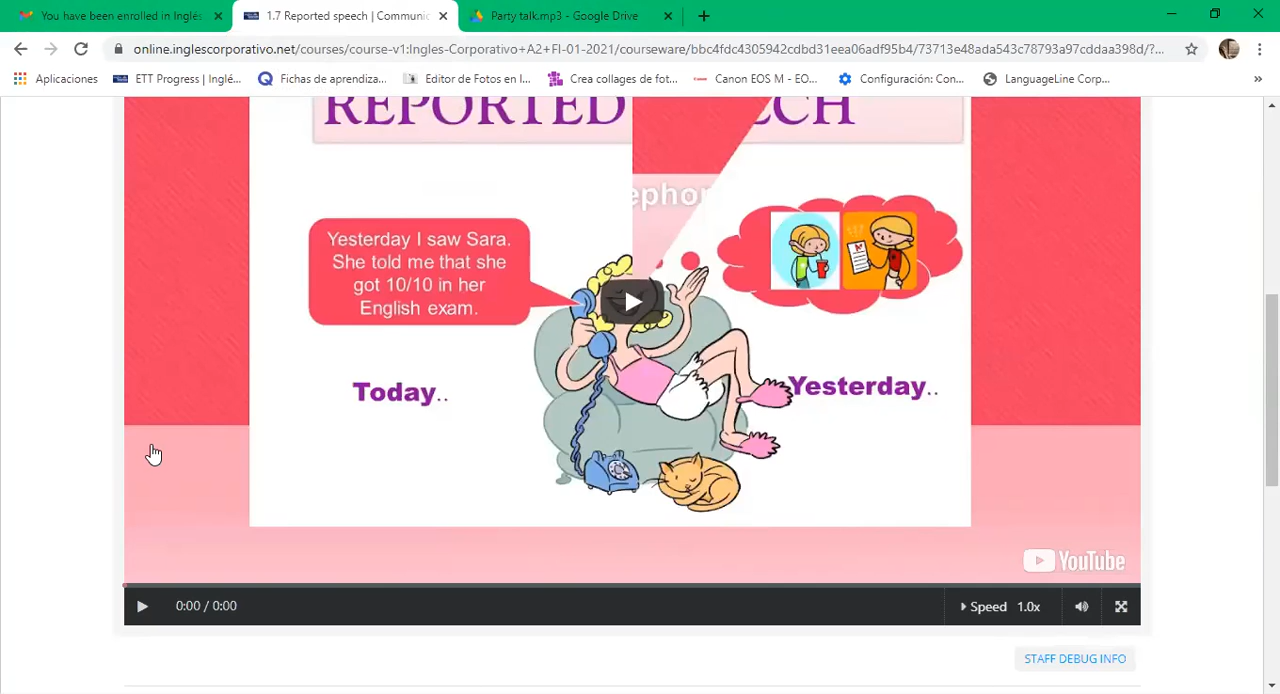 You have been enrolled in Inglés
1.7 Reported speech | Communic
Party talk.mp3 - Google Drive
online.inglescorporativo.net/courses/course-v1:Ingles-Corporativo+A2+FI-01-2021/courseware/bbc4fdc4305942cdbd31eea06adf95b4/73713e48ada543c78793a97cddaa398d/?...
Aplicaciones
ETT Progress | Inglé...
Fichas de aprendiza...
Editor de Fotos en l...
Crea collages de fot...
Canon EOS M - EO...
Configuración: Con...
LanguageLine Corp...
»
REPORTED ECH
ephor
Yesterday I saw Sara.
She told me that she
got 10/10 in her
English exam.
Today..
Yesterday..
YouTube
0:00 / 0:00
Speed 1.0x
STAFF DEBUG INFO